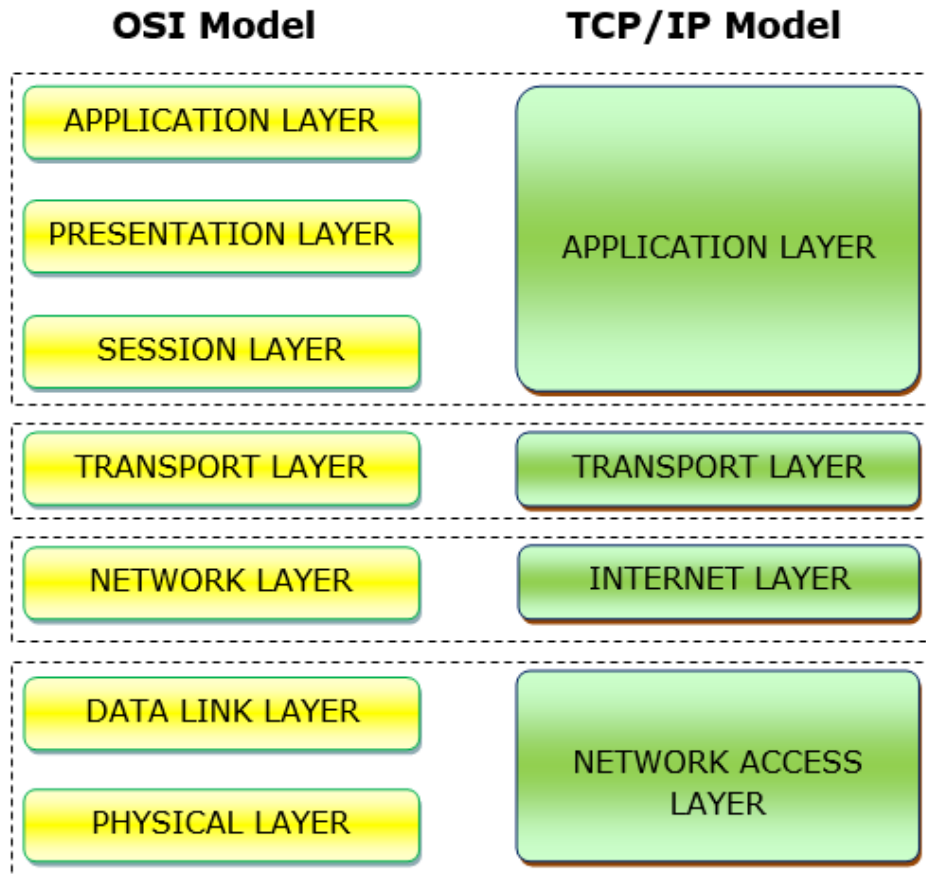 OSI Model
TCP/IP Model
APPLICATION LAYER
PRESENTATION LAYER
SESSION LAYER
APPLICATION LAYER
TRANSPORT LAYER
TRANSPORT LAYER
NETWORK LAYER
INTERNET LAYER
DATA LINK LAYER
PHYSICAL LAYER
NETWORK ACCESS
LAYER